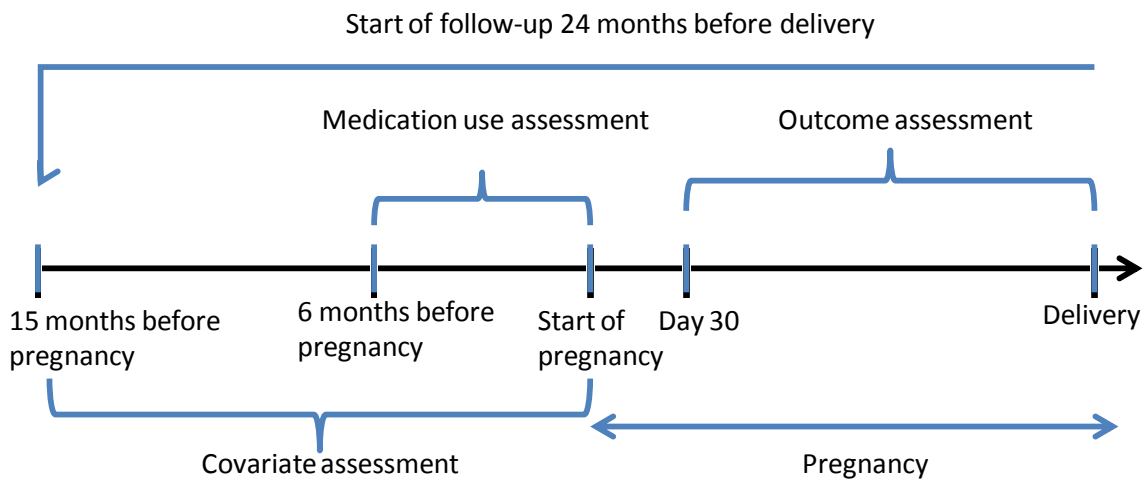 Start of follow-up 24 months before delivery
Medication use assessment
Outcome assessment
15 months before
pregnancy
6 months before
pregnancy
Start of
pregnancy
Day 30
Delivery
Covariate assessment
Pregnancy